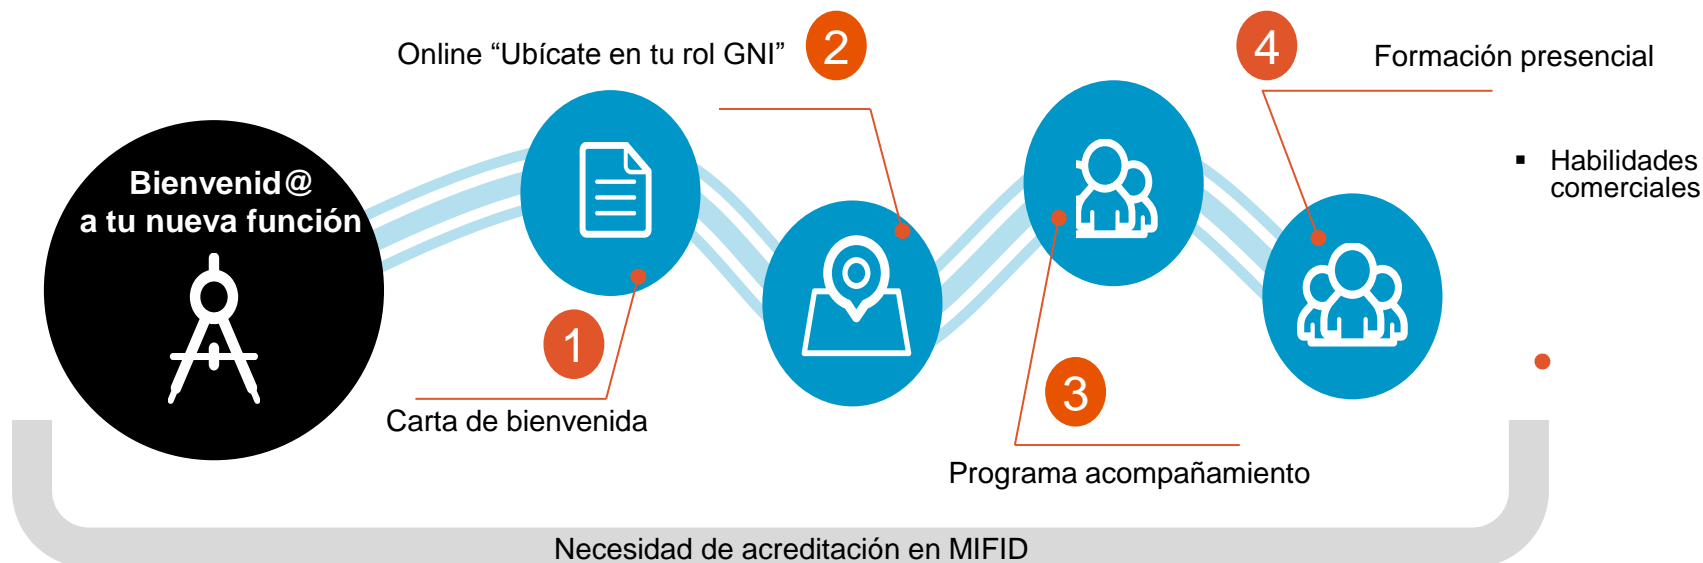 Bienvenid@
a tu nueva función
1
Carta de bienvenida
Online “Ubícate en tu rol GNI”
2
3
Programa acompañamiento
4
Formación presencial
▪ Habilidades
comerciales
Necesidad de acreditación en MIFID